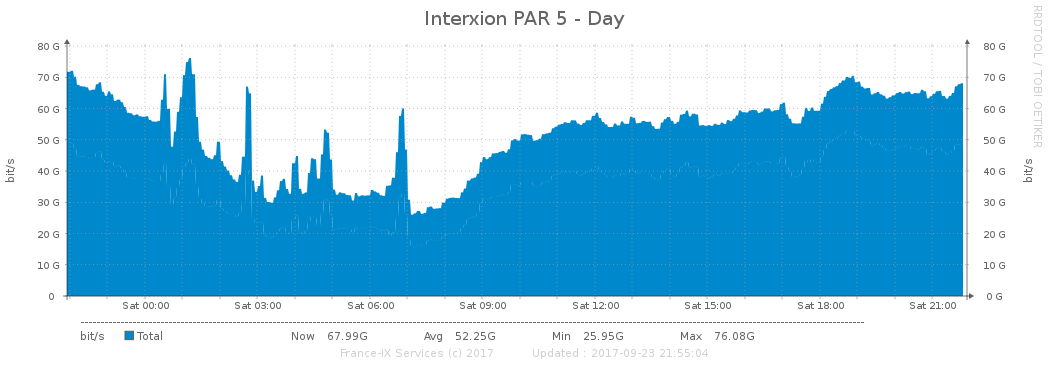 Interxion PAR 5 - Day
RRDTOOL / TOBI OETIKER
80 G 80 G
70 G 70 G
60 G 60 G
50 G 50 G
40 G 40 G
30 G 30 G
20 G 20 G
10 G 10 G
0 0 G
bit/s bit/s
Sat 00:00 Sat 03:00 Sat 06:00 Sat 09:00 Sat 12:00 Sat 15:00 Sat 18:00 Sat 21:00
bit/s Total Now 67.99G Avg 52.25G Min 25.95G Max 76.08G
France-IX Services (c) 2017 Updated : 2017-09-23 21:55:04